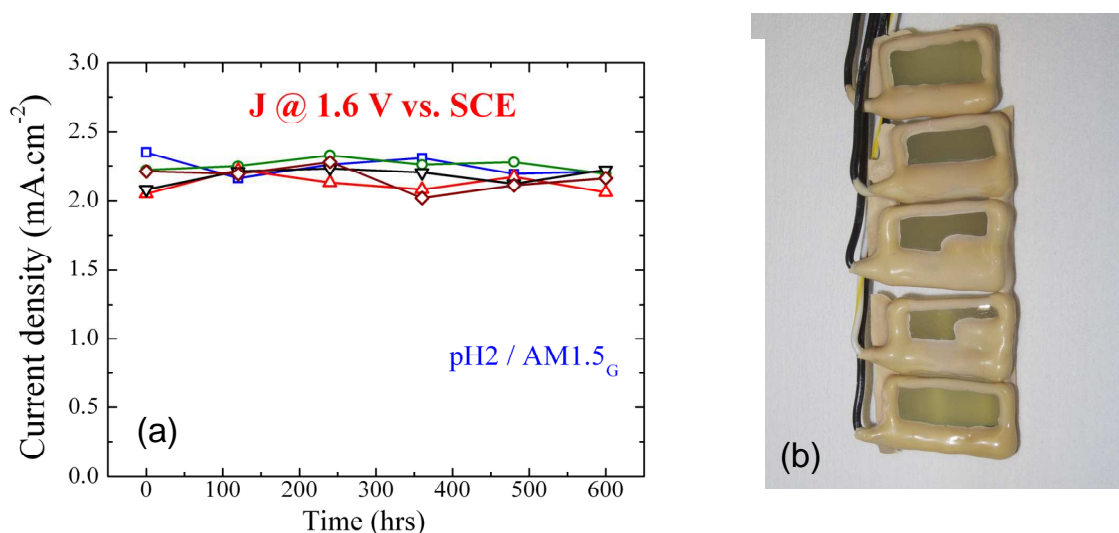 3.0
2.5
2.0
1.5
1.0
0.5
0.0
Current density (mA.cm-2)
J @ 1.6 V vs. SCE
pH2 / AM1.5G
(a)
0 100 200 300 400 500 600
Time (hrs)
(b)